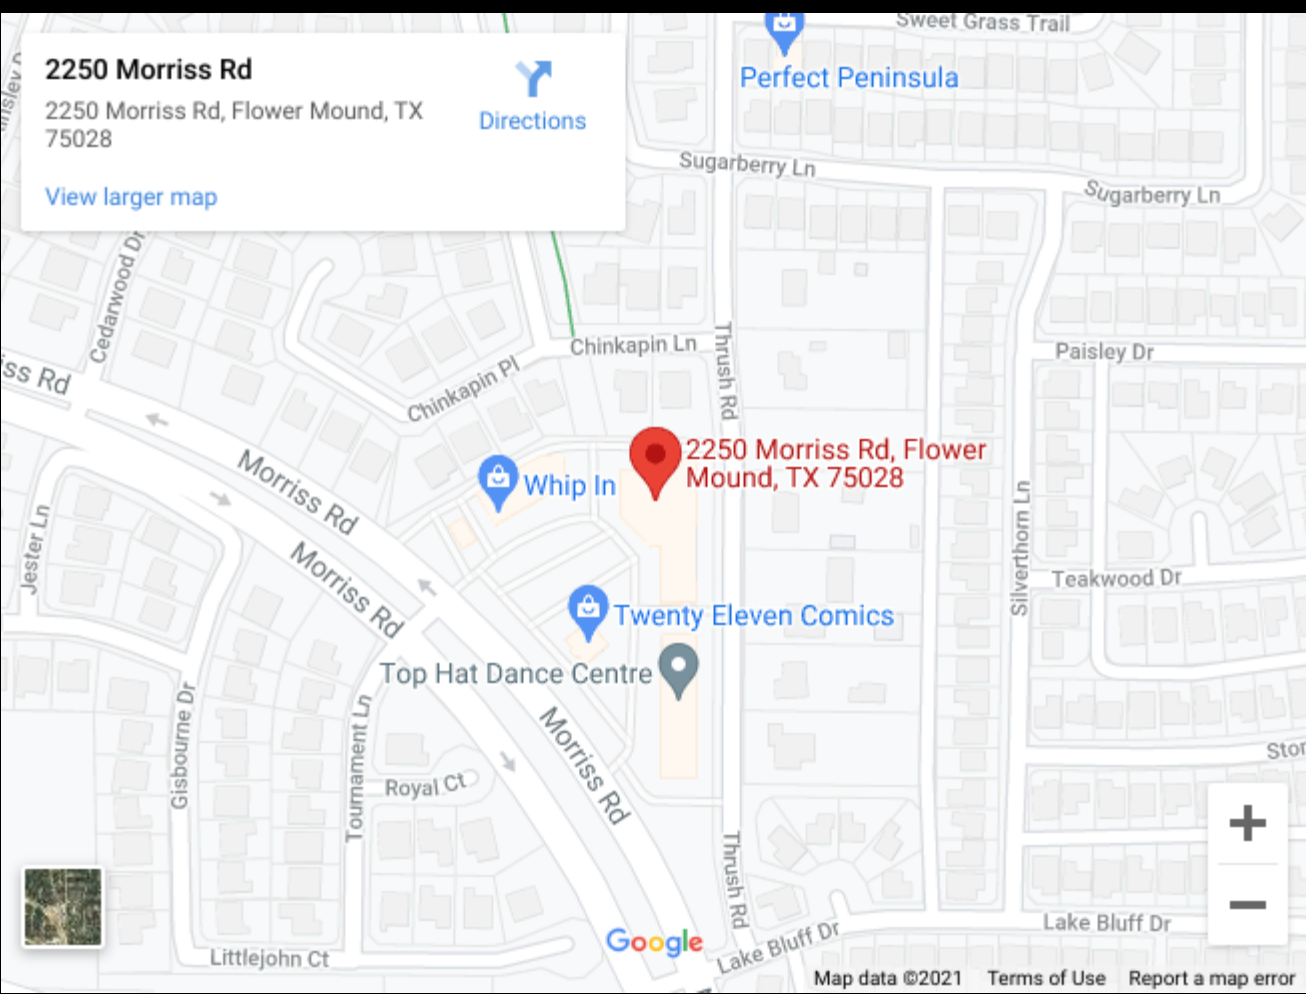 Sweet Grass Trail
2250 Morriss Rd
2250 Morriss Rd, Flower Mound, TX
75028
Directions
View larger map
Perfect Peninsula
Sugarberry Ln
Sugarberry Ln
Cedarwood Dr
Chinkapin Ln
Thrush Rd
Paisley Dr
Chinkapin Pl
iss Rd
Morriss Rd
Whip In
2250 Morriss Rd, Flower
Mound, TX 75028
Jester Ln
Silverthorn Ln
Morriss Rd
Teakwood Dr
Twenty Eleven Comics
Top Hat Dance Centre
Gisbourne Dr
Tournament Ln
Morriss Rd
Royal Ct
Stor
+
−
Thrush Rd
Lake Bluff Dr
Lake Bluff Dr
Littlejohn Ct
Google
Map data ©2021
Terms of Use
Report a map error